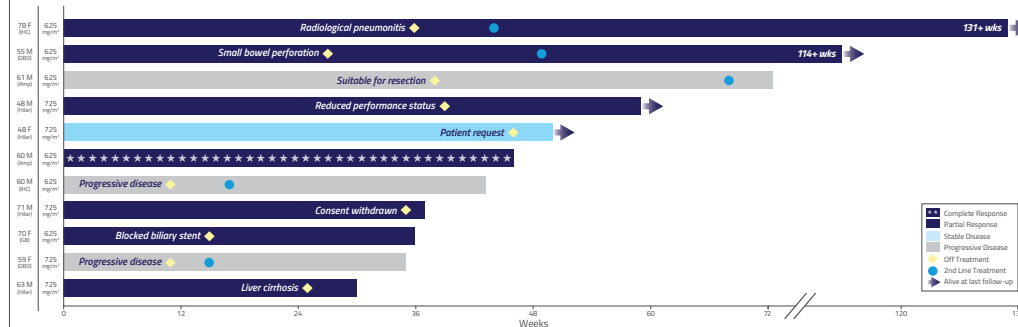 78 F (IHC) 625 mg/m² Radiological pneumonitis 131+ wks
55 M (DBD) 625 mg/m² Small bowel perforation 114+ wks
61 M (Amp) 625 mg/m² Suitable for resection
48 M (Hilar) 725 mg/m² Reduced performance status
48 F (Hilar) 725 mg/m² Patient request
60 M (Amp) 625 mg/m²
60 M (IHC) 625 mg/m² Progressive disease
71 M (Hilar) 725 mg/m² Consent withdrawn
70 F (GB) 625 mg/m² Blocked biliary stent
59 F (DBD) 725 mg/m² Progressive disease
63 M (Hilar) 725 mg/m² Liver cirrhosis
Complete Response
Partial Response
Stable Disease
Progressive Disease
Off Treatment
2nd Line Treatment
Alive at last follow-up
0 12 24 36 48 60 72 120
Weeks